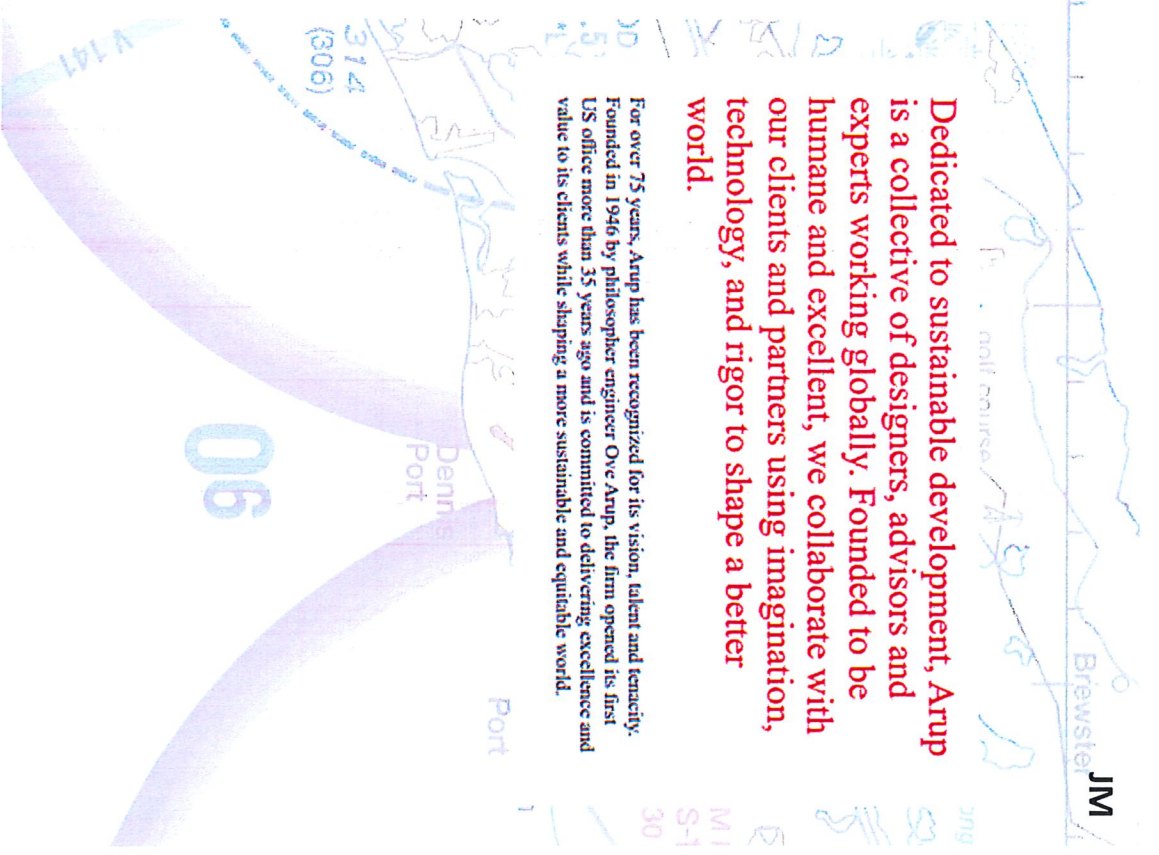 JM
Brewster
Dedicated to sustainable development, Arup
is a collective of designers, advisors and
experts working globally. Founded to be
humane and excellent, we collaborate with
our clients and partners using imagination,
technology, and rigor to shape a better
world.
For over 75 years, Arup has been recognized for its vision, talent and tenacity.
Founded in 1946 by philosopher engineer Ove Arup, the firm opened its first
US office more than 35 years ago and is committed to delivering excellence and
value to its clients while shaping a more sustainable and equitable world.
golf course
314
(306)
V 141
Dennis
Port
Port
06
30